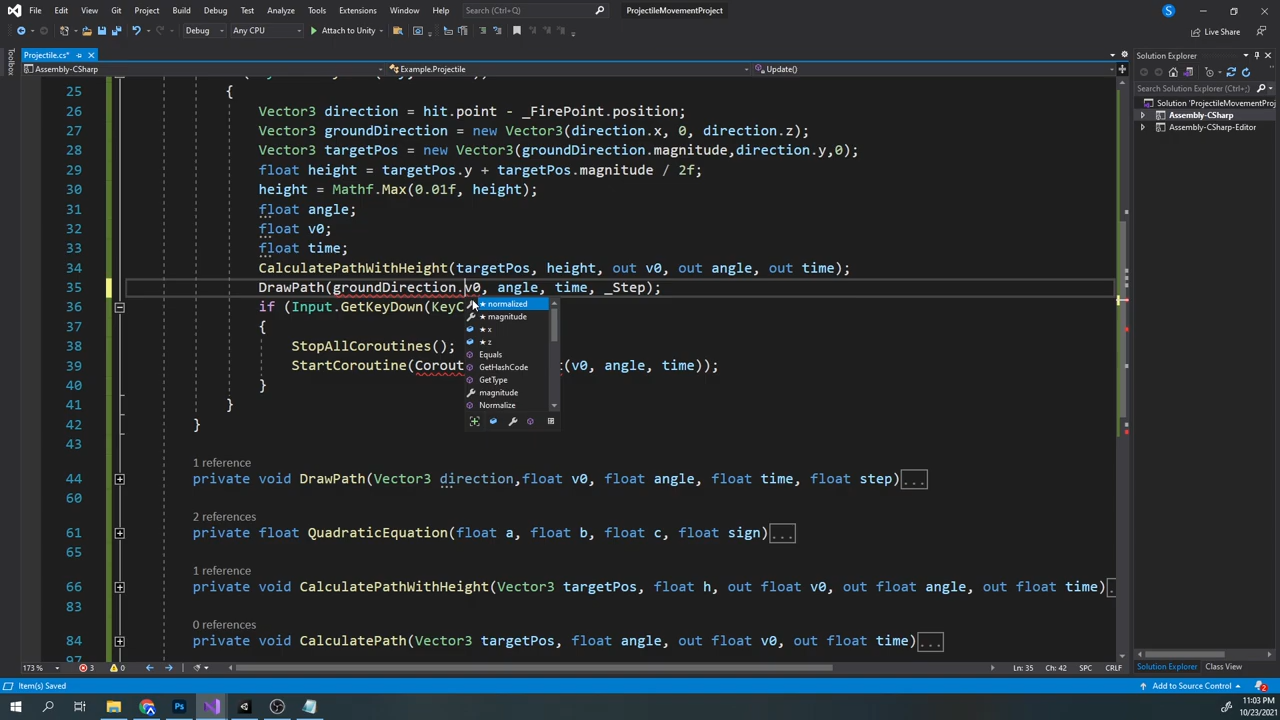 File Edit View Git Project Build Debug Test Analyze Tools Extensions Window Help Search (Ctrl+Q) ProjectileMovementProject S
Debug Any CPU Attach to Unity Live Share
Toolbox
Projectile.cs* Solution Explorer
Assembly-CSharp Example.Projectile Update()
Search Solution Explorer (Ctrl+;)
Solution 'ProjectileMovementProj
Assembly-CSharp
Assembly-CSharp-Editor
25 {
26 Vector3 direction = hit.point - _FirePoint.position;
27 Vector3 groundDirection = new Vector3(direction.x, 0, direction.z);
28 Vector3 targetPos = new Vector3(groundDirection.magnitude,direction.y,0);
29 float height = targetPos.y + targetPos.magnitude / 2f;
30 height = Mathf.Max(0.01f, height);
31 float angle;
32 float v0;
33 float time;
34 CalculatePathWithHeight(targetPos, height, out v0, out angle, out time);
35 DrawPath(groundDirection.v0, angle, time, _Step);
36 if (Input.GetKeyDown(KeyC
37 {
38 StopAllCoroutines();
39 StartCoroutine(Corout t(v0, angle, time));
40 }
41 }
42 }
43
★ normalized
★ magnitude
★ x
★ z
Equals
GetHashCode
GetType
magnitude
Normalize
1 reference
44 private void DrawPath(Vector3 direction,float v0, float angle, float time, float step)...
60
2 references
61 private float QuadraticEquation(float a, float b, float c, float sign)...
65
1 reference
66 private void CalculatePathWithHeight(Vector3 targetPos, float h, out float v0, out float angle, out float time).
83
0 references
84 private void CalculatePath(Vector3 targetPos, float angle, out float v0, out float time)...
97
173 % 3 0 Ln: 35 Ch: 42 SPC CRLF
Solution Explorer Class View
Item(s) Saved Add to Source Control 2
11:03 PM
10/23/2021